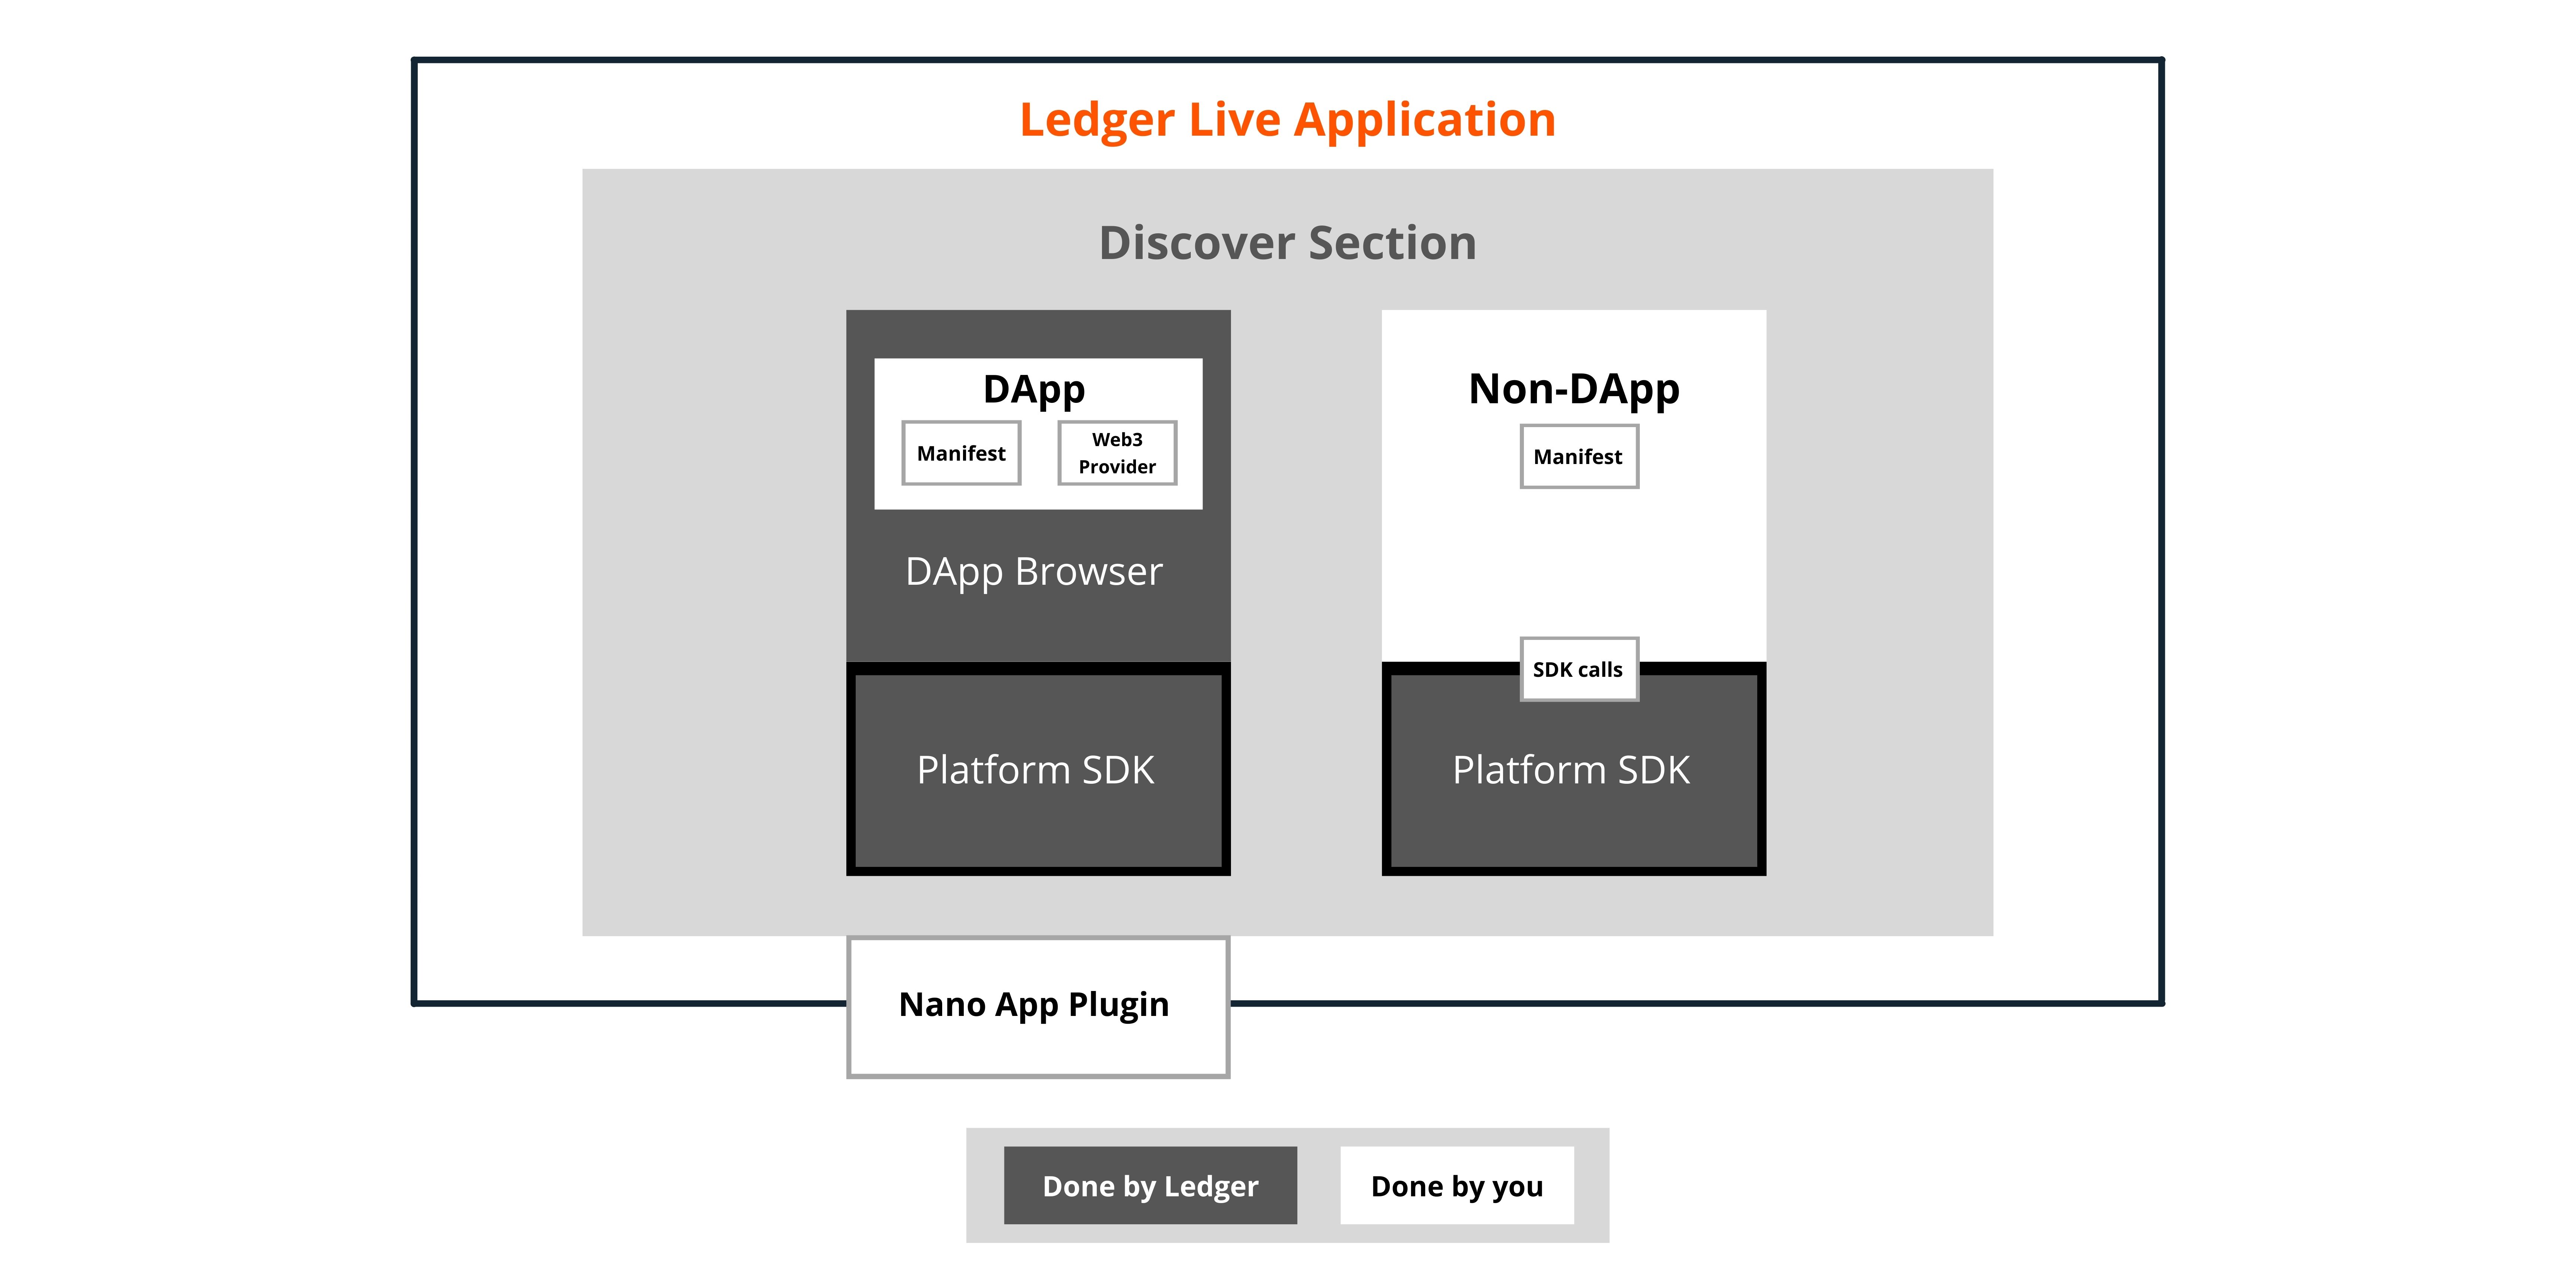 Ledger Live Application
Discover Section
DApp
Manifest
Web3
Provider
DApp Browser
Platform SDK
Non-DApp
Manifest
SDK calls
Platform SDK
Nano App Plugin
Done by Ledger
Done by you